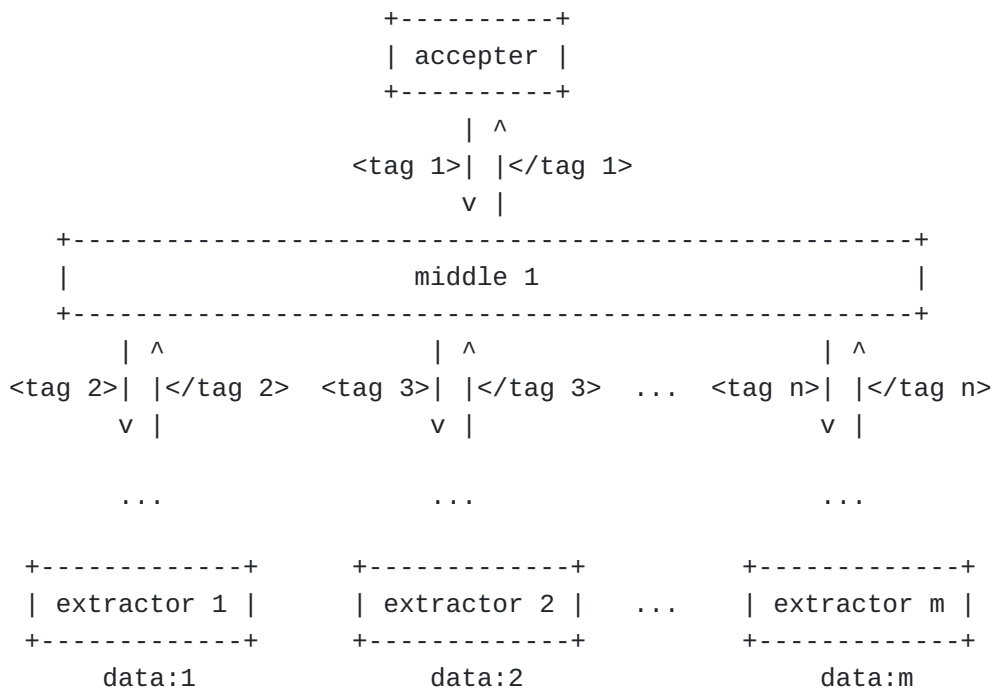 accepter
<tag 1> </tag 1>
middle 1
<tag 2> </tag 2> <tag 3> </tag 3> ... <tag n> </tag n>
... ... ...
extractor 1 extractor 2 ... extractor m
data:1 data:2 data:m